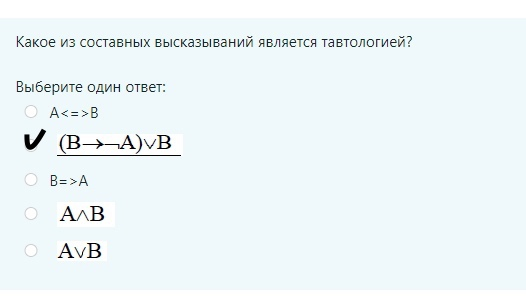 Какое из составных высказываний является тавтологией?
Выберите один ответ:
A<=>B
(B→¬A)∨B
B=>A
A∧B
A∨B